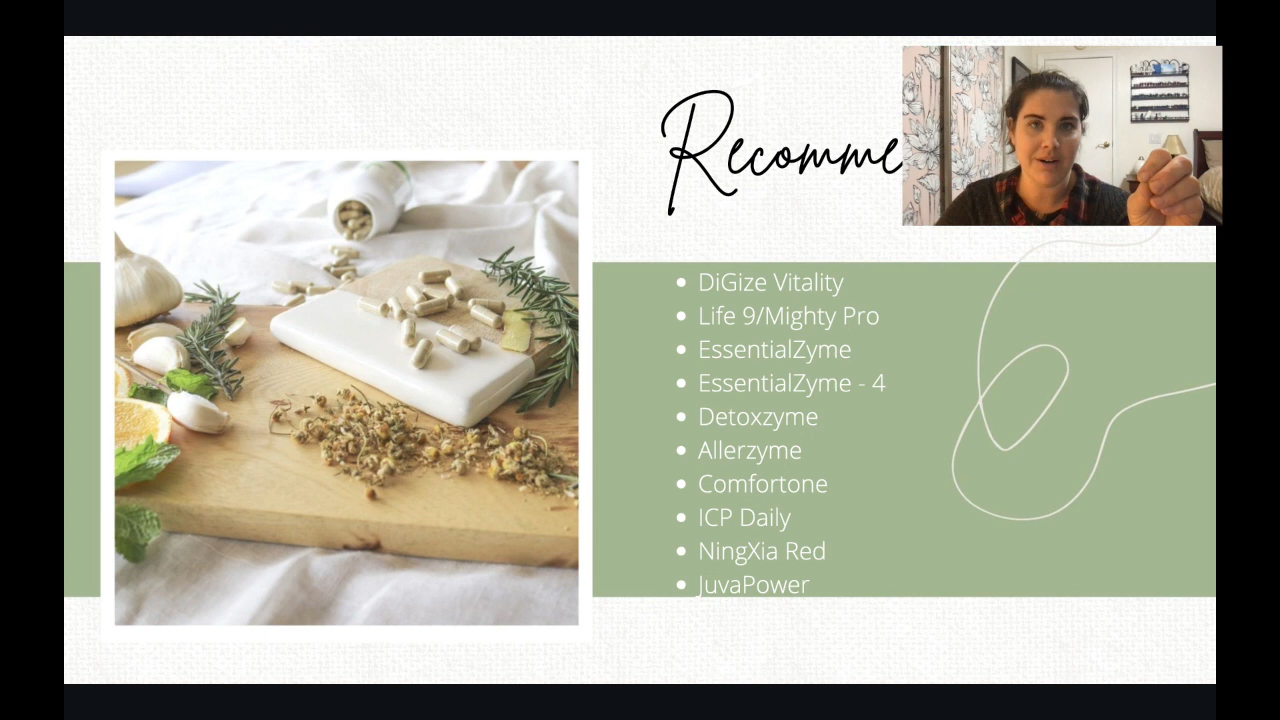 Recomme
DiGize Vitality
Life 9/Mighty Pro
EssentialZyme
EssentialZyme - 4
Detoxzyme
Allerzyme
Comfortone
ICP Daily
NingXia Red
JuvaPower